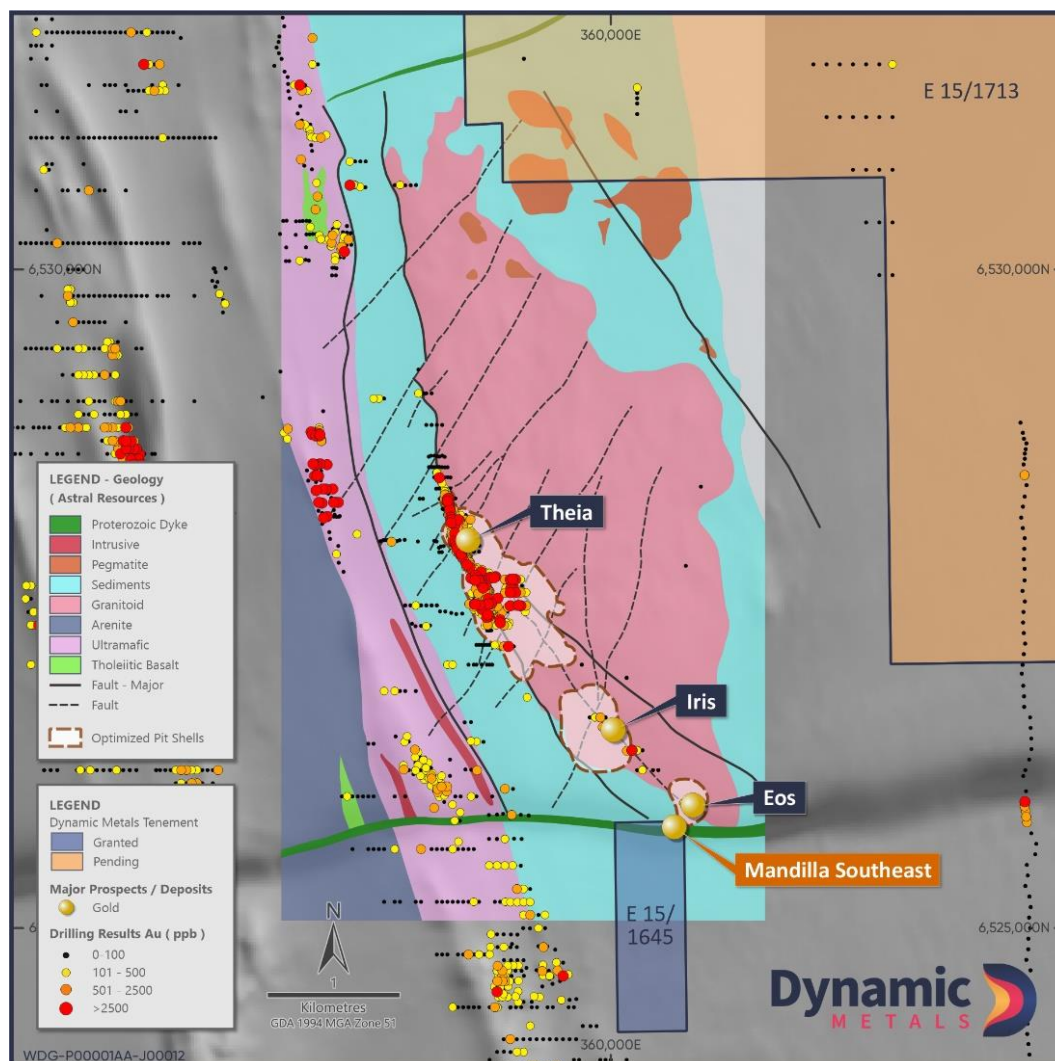 360,000E
E 15/1713
6,530,000N
6,530,000N
LEGEND - Geology
( Astral Resources )
Proterozoic Dyke
Intrusive
Pegmatite
Sediments
Granitoid
Arenite
Ultramafic
Tholeiitic Basalt
Fault - Major
Fault
Optimized Pit Shells
Theia
Iris
Eos
Mandilla Southeast
LEGEND
Dynamic Metals Tenement
Granted
Pending
Major Prospects / Deposits
Gold
Drilling Results Au ( ppb )
0-100
101 - 500
501 - 2500
>2500
E 15/
1645
6,525,000N
N
1
Kilometres
GDA 1994 MGA Zone 51
Dynamic
METALS
WDG-P00001AA-J00012
360,000E